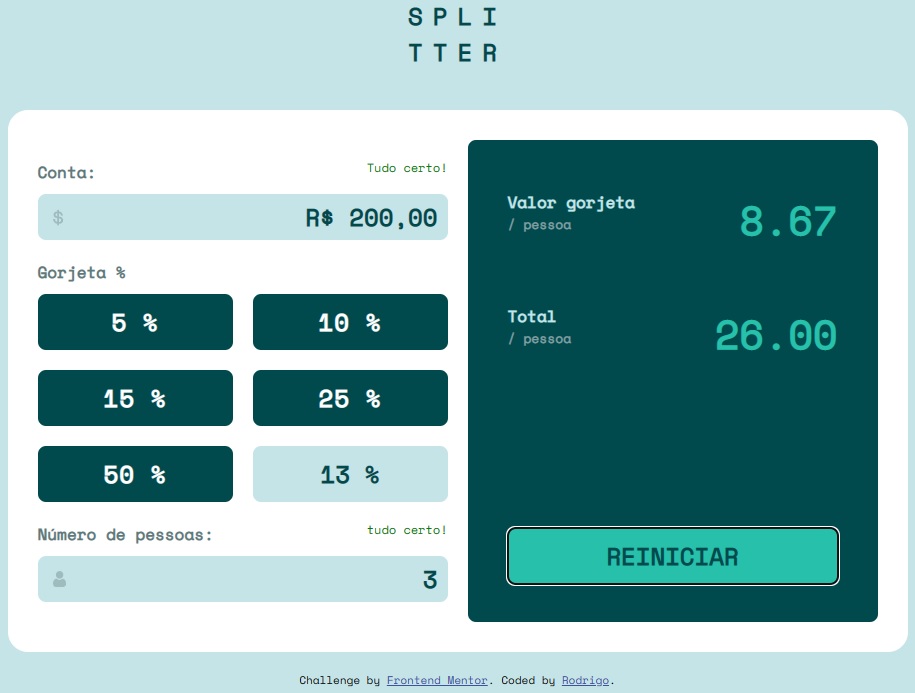 SPLI
TTER
Conta:
Tudo certo!
$
R$ 200,00
Gorjeta %
5 %
10 %
15 %
25 %
50 %
13 %
Número de pessoas:
tudo certo!
3
Valor gorjeta
/ pessoa
8.67
Total
/ pessoa
26.00
REINICIAR
Challenge by Frontend Mentor. Coded by Rodrigo.